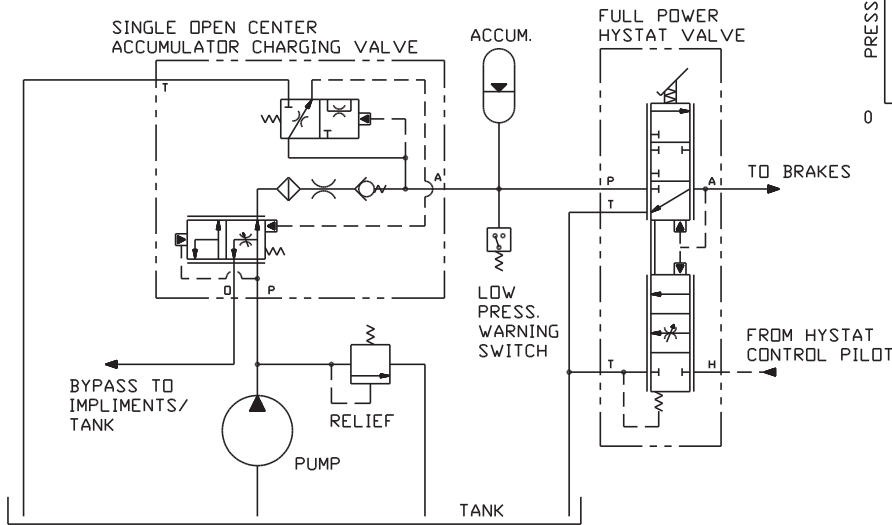 SINGLE OPEN CENTER
ACCUMULATOR CHARGING VALVE
T
T
A
O
P
ACCUM.
FULL POWER
HYSTAT VALVE
PRESS
0
P
A
T
TO BRAKES
LOW
PRESS.
WARNING
SWITCH
T
H
FROM HYSTAT
CONTROL PILOT
BYPASS TO
IMPLIMENTS/
TANK
RELIEF
PUMP
TANK